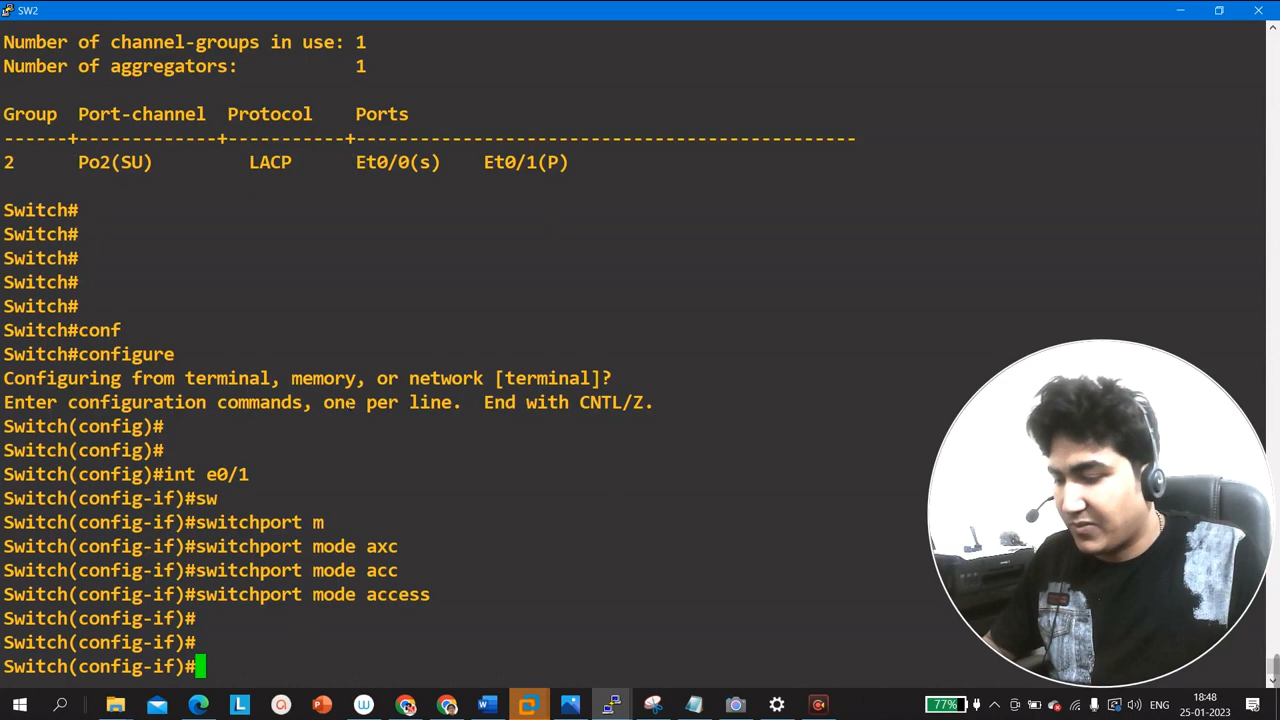 SW2
Number of channel-groups in use: 1
Number of aggregators:           1
Group  Port-channel  Protocol    Ports
------+-------------+-----------+-----------------------------------------------
2      Po2(SU)         LACP      Et0/0(s)    Et0/1(P)
Switch#
Switch#
Switch#
Switch#
Switch#
Switch#conf
Switch#configure
Configuring from terminal, memory, or network [terminal]?
Enter configuration commands, one per line.  End with CNTL/Z.
Switch(config)#
Switch(config)#
Switch(config)#int e0/1
Switch(config-if)#sw
Switch(config-if)#switchport m
Switch(config-if)#switchport mode axc
Switch(config-if)#switchport mode acc
Switch(config-if)#switchport mode access
Switch(config-if)#
Switch(config-if)#
Switch(config-if)#
77%
ENG
18:48
25-01-2023